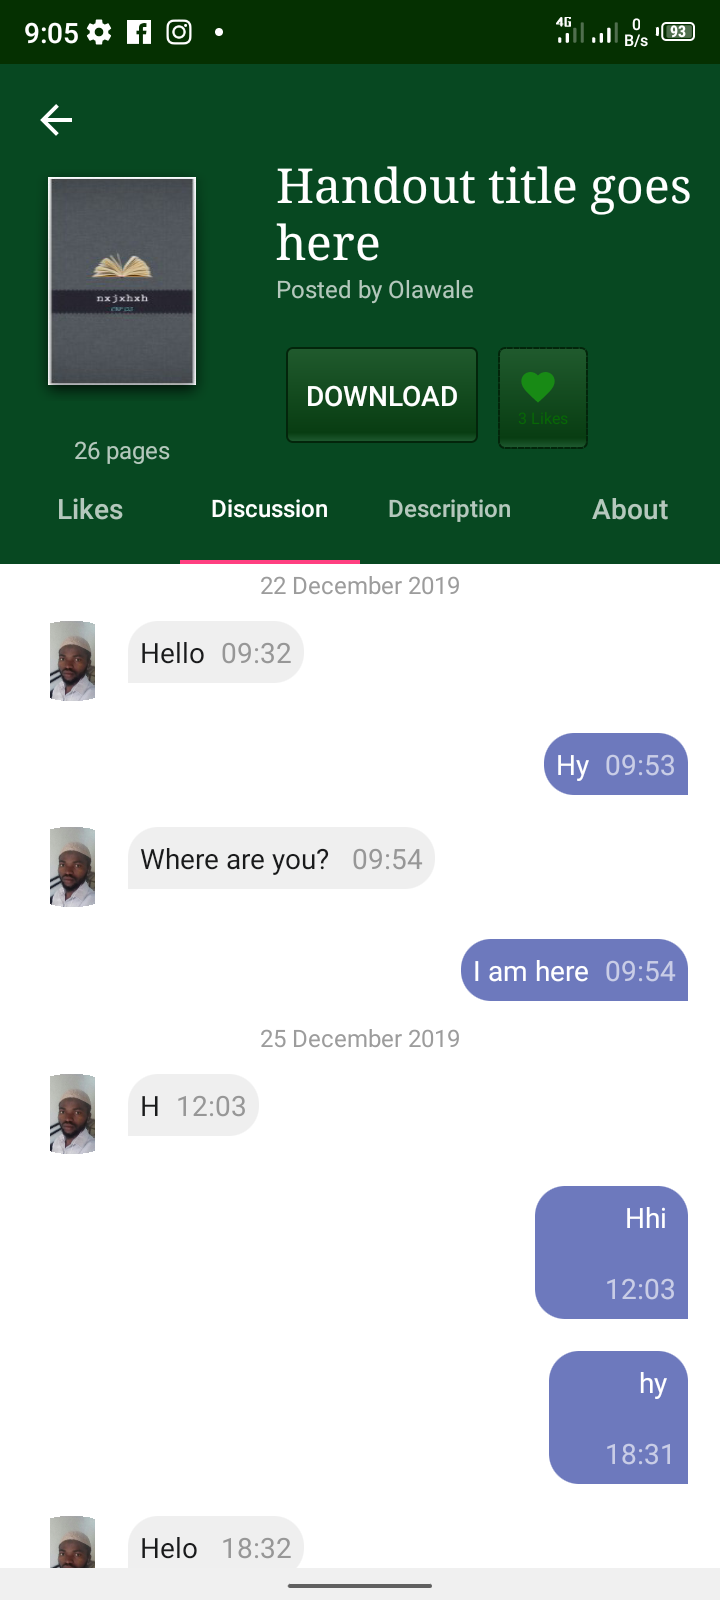 9:05
4G
0
B/s
93
Handout title goes
here
Posted by Olawale
nxjxhxh
DOWNLOAD
3 Likes
26 pages
Likes Discussion Description About
22 December 2019
Hello 09:32
Hy 09:53
Where are you? 09:54
I am here 09:54
25 December 2019
H 12:03
Hhi
12:03
hy
18:31
Helo 18:32